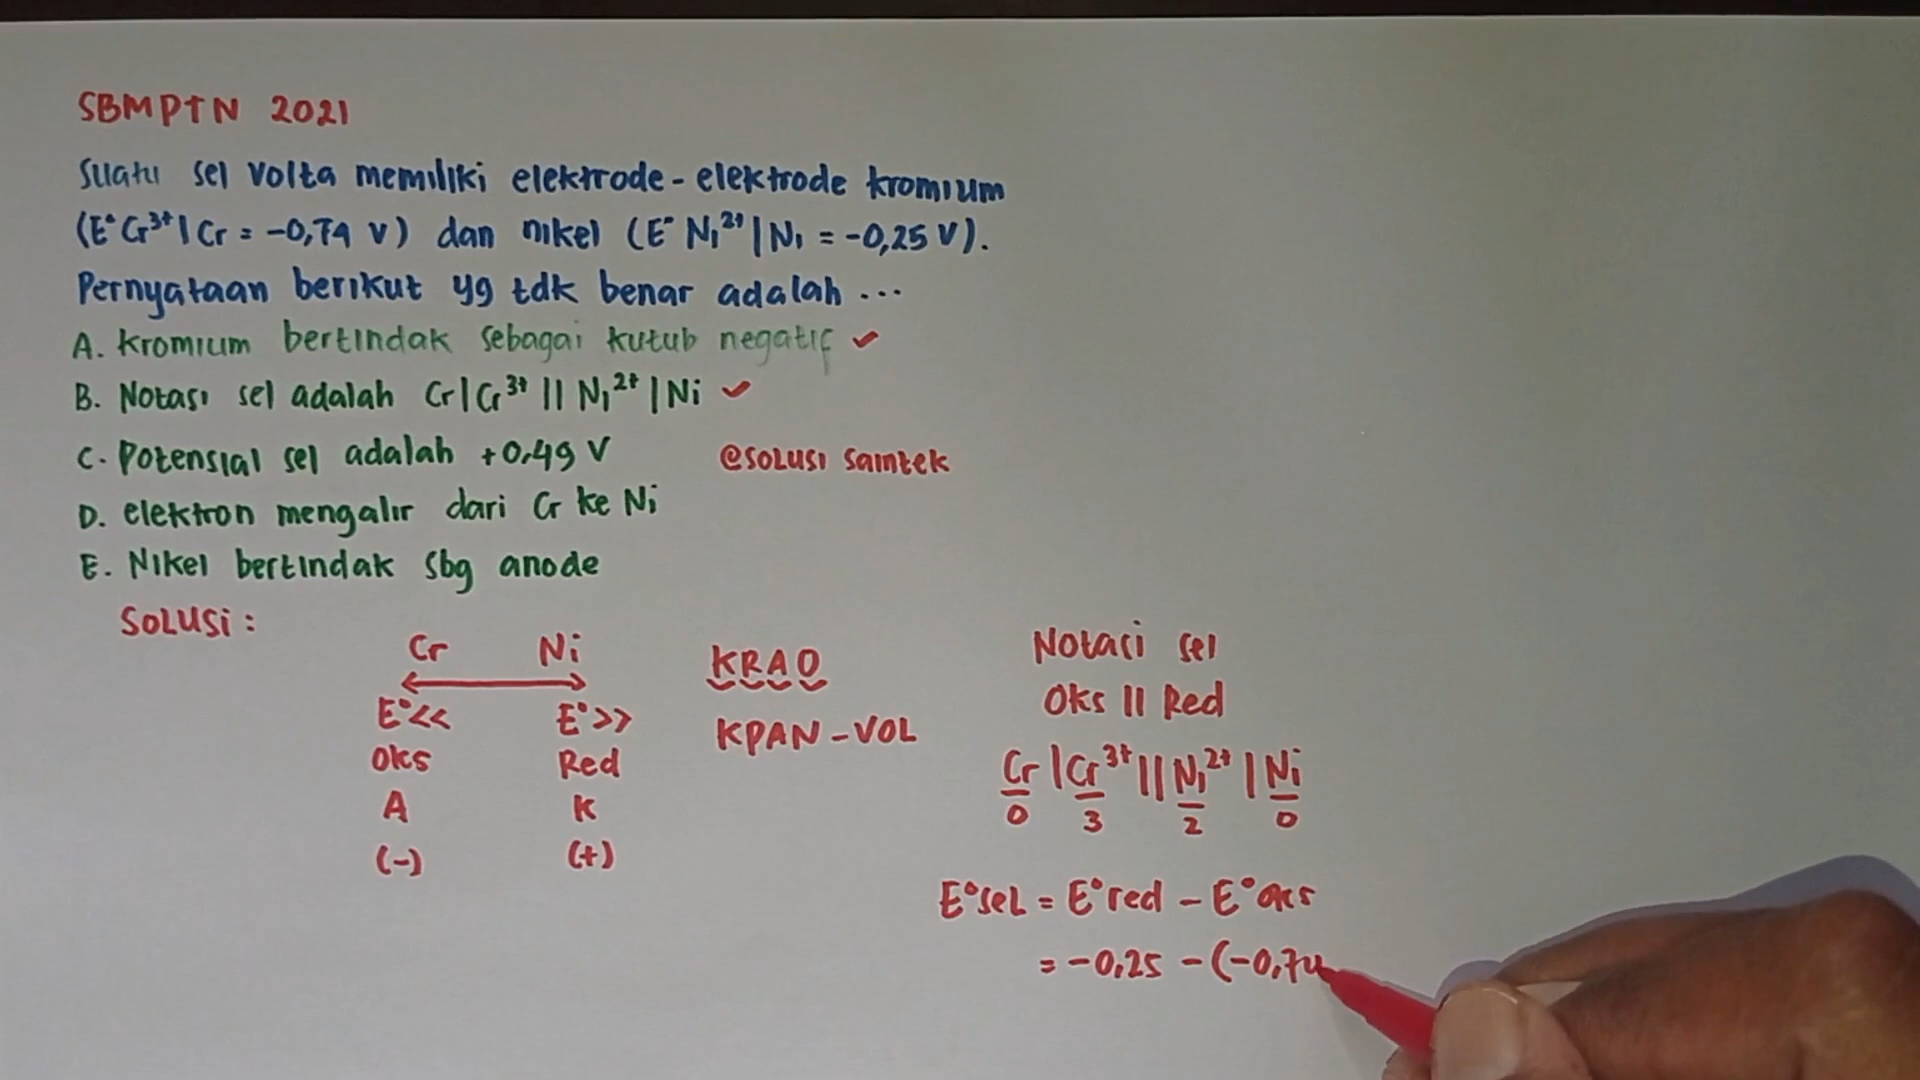 SBMPTN 2021
Suatu sel volta memiliki elektrode-elektrode kromium
(E° Cr³⁺|Cr = -0,74 V) dan nikel (E° Ni²⁺|Ni = -0,25 V).
Pernyataan berikut yg tdk benar adalah ...
A. kromium bertindak sebagai kutub negatif ✓
B. Notasi sel adalah Cr|Cr³⁺||Ni²⁺|Ni ✓
C. Potensial sel adalah +0,49 V
@solusi saintek
D. elektron mengalir dari Cr ke Ni
E. Nikel bertindak sbg anode
SOLUSI :
Cr Ni
E°<< E°>>
Oks Red
A K
(-) (+)
KRAO
KPAN-VOL
Notasi sel
Oks || Red
Cr|Cr³⁺||Ni²⁺|Ni
0 3 2 0
E°sel = E°red - E°oks
= -0,25 - (-0,74